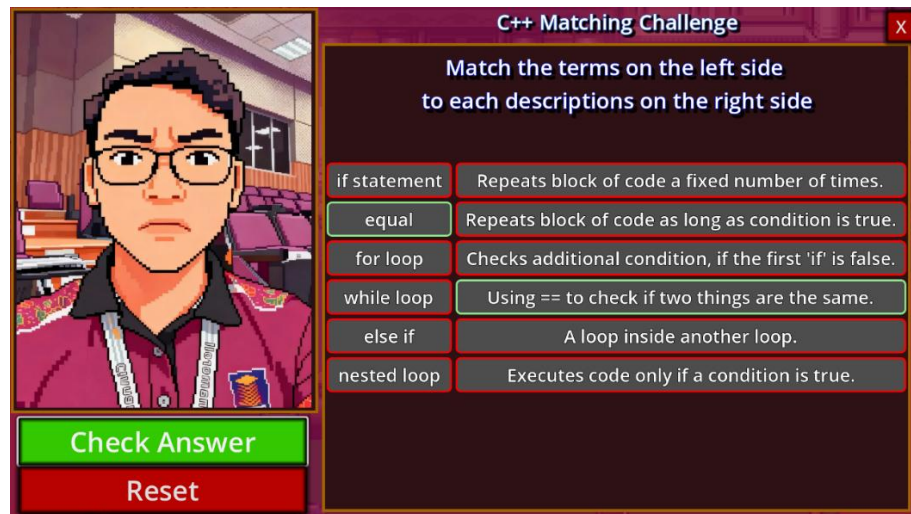 C++ Matching Challenge
X
Match the terms on the left side
to each descriptions on the right side
if statement
Repeats block of code a fixed number of times.
equal
Repeats block of code as long as condition is true.
for loop
Checks additional condition, if the first 'if' is false.
while loop
Using == to check if two things are the same.
else if
A loop inside another loop.
nested loop
Executes code only if a condition is true.
Check Answer
Reset